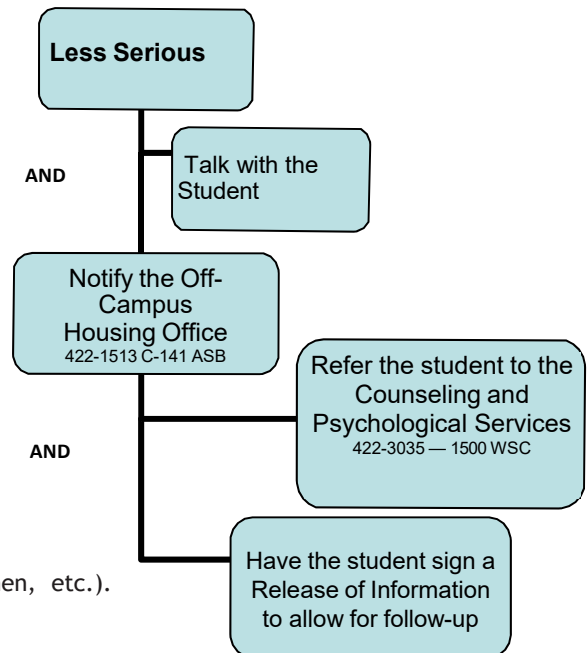 Less Serious
AND
Talk with the
Student
Notify the Off-
Campus
Housing Office
422-1513 C-141 ASB
Refer the student to the
Counseling and
Psychological Services
422-3035 — 1500 WSC
AND
Have the student sign a
Release of Information
to allow for follow-up
etc.).